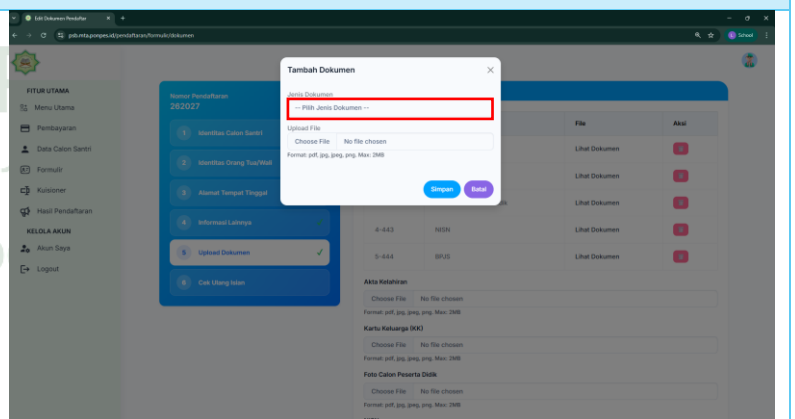 Edit Dokumen Pendaftar
psb.mta.ponpes.id/pendaftaran/formulir/dokumen
School
FITUR UTAMA
Menu Utama
Pembayaran
Data Calon Santri
Formulir
Kuisioner
Hasil Pendaftaran
KELOLA AKUN
Akun Saya
Logout
Nomor Pendaftaran
262027
1 Identitas Calon Santri
2 Identitas Orang Tua/Wali
3 Alamat Tempat Tinggal
4 Informasi Lainnya
5 Upload Dokumen
6 Cek Ulang Isian
Tambah Dokumen
Jenis Dokumen
-- Pilih Jenis Dokumen --
Upload File
Choose File No file chosen
Format: pdf, jpg, jpeg, png. Max: 2MB
Simpan Batal
File Aksi
Lihat Dokumen
Lihat Dokumen
Lihat Dokumen
4-443 NISN Lihat Dokumen
5-444 BPJS Lihat Dokumen
Akta Kelahiran
Choose File No file chosen
Format: pdf, jpg, jpeg, png. Max: 2MB
Kartu Keluarga (KK)
Choose File No file chosen
Format: pdf, jpg, jpeg, png. Max: 2MB
Foto Calon Peserta Didik
Choose File No file chosen
Format: pdf, jpg, jpeg, png. Max: 2MB